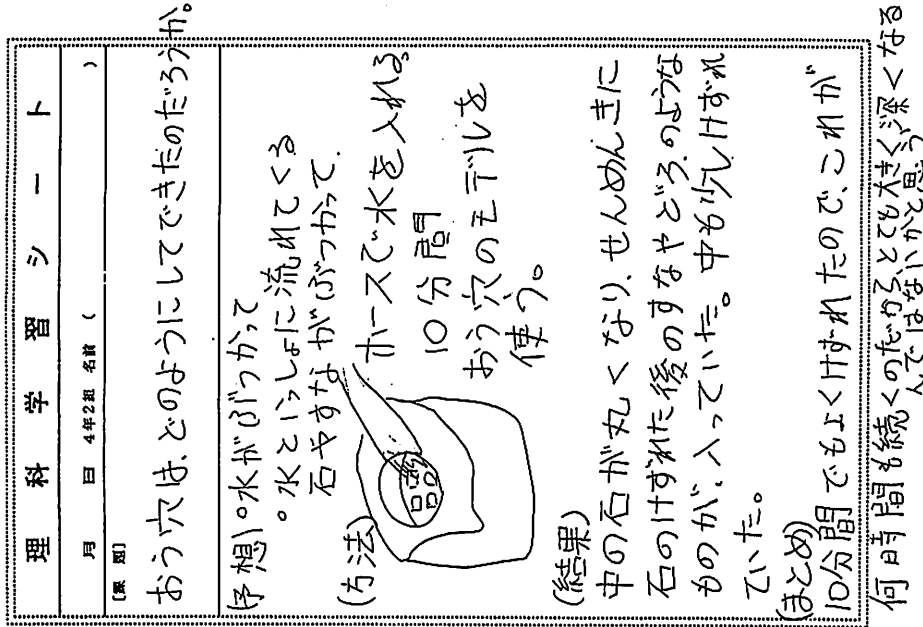 理科学習シート
月 日 4年2組 名前 ( )
[課題]
おう穴は、どのようにしてできたのだろうか。
(予想)。水がぶつかって
。水といっしょに流れてくる
石やすながぶつかって
(方法)
ホースで水を入れる
10分間
おう穴のモデルを
使う。
(結果)
中の石が丸くなり、せんめんきに
石のけずれた後のすなやどろのような
ものが、入っていた。中も少しけずれ
ていた。
(まとめ)
10分間でもよくけずれたので、これが
何時間も続くのだからとても大きく深くなる
んではないかと思う